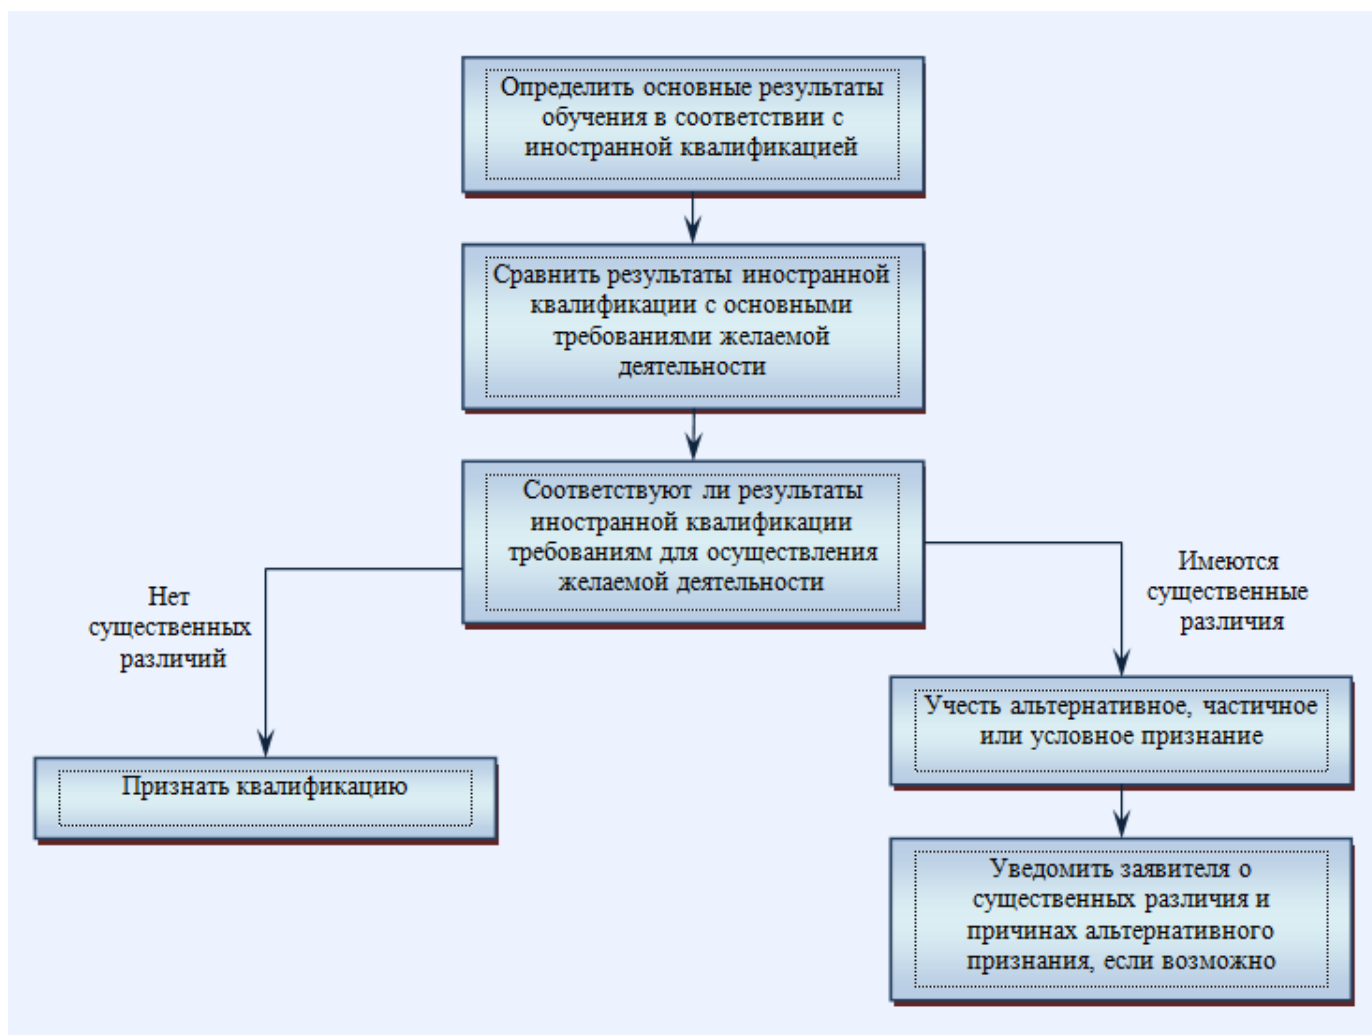 Определить основные результаты
обучения в соответствии с
иностранной квалификацией
Сравнить результаты иностранной
квалификации с основными
требованиями желаемой
деятельности
Соответствуют ли результаты
иностранной квалификации
требованиям для осуществления
желаемой деятельности
Нет
существенных
различий
Имеются
существенные
различия
Признать квалификацию
Учесть альтернативное, частичное
или условное признание
Уведомить заявителя о
существенных различия и
причинах альтернативного
признания, если возможно